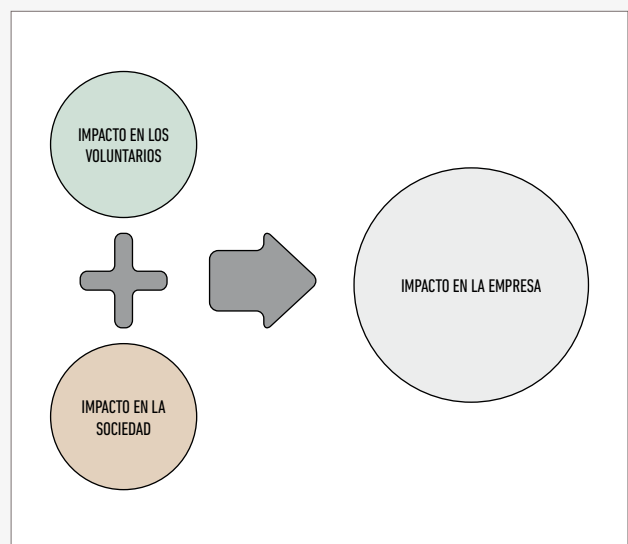 IMPACTO EN LOS
VOLUNTARIOS
IMPACTO EN LA
SOCIEDAD
IMPACTO EN LA EMPRESA